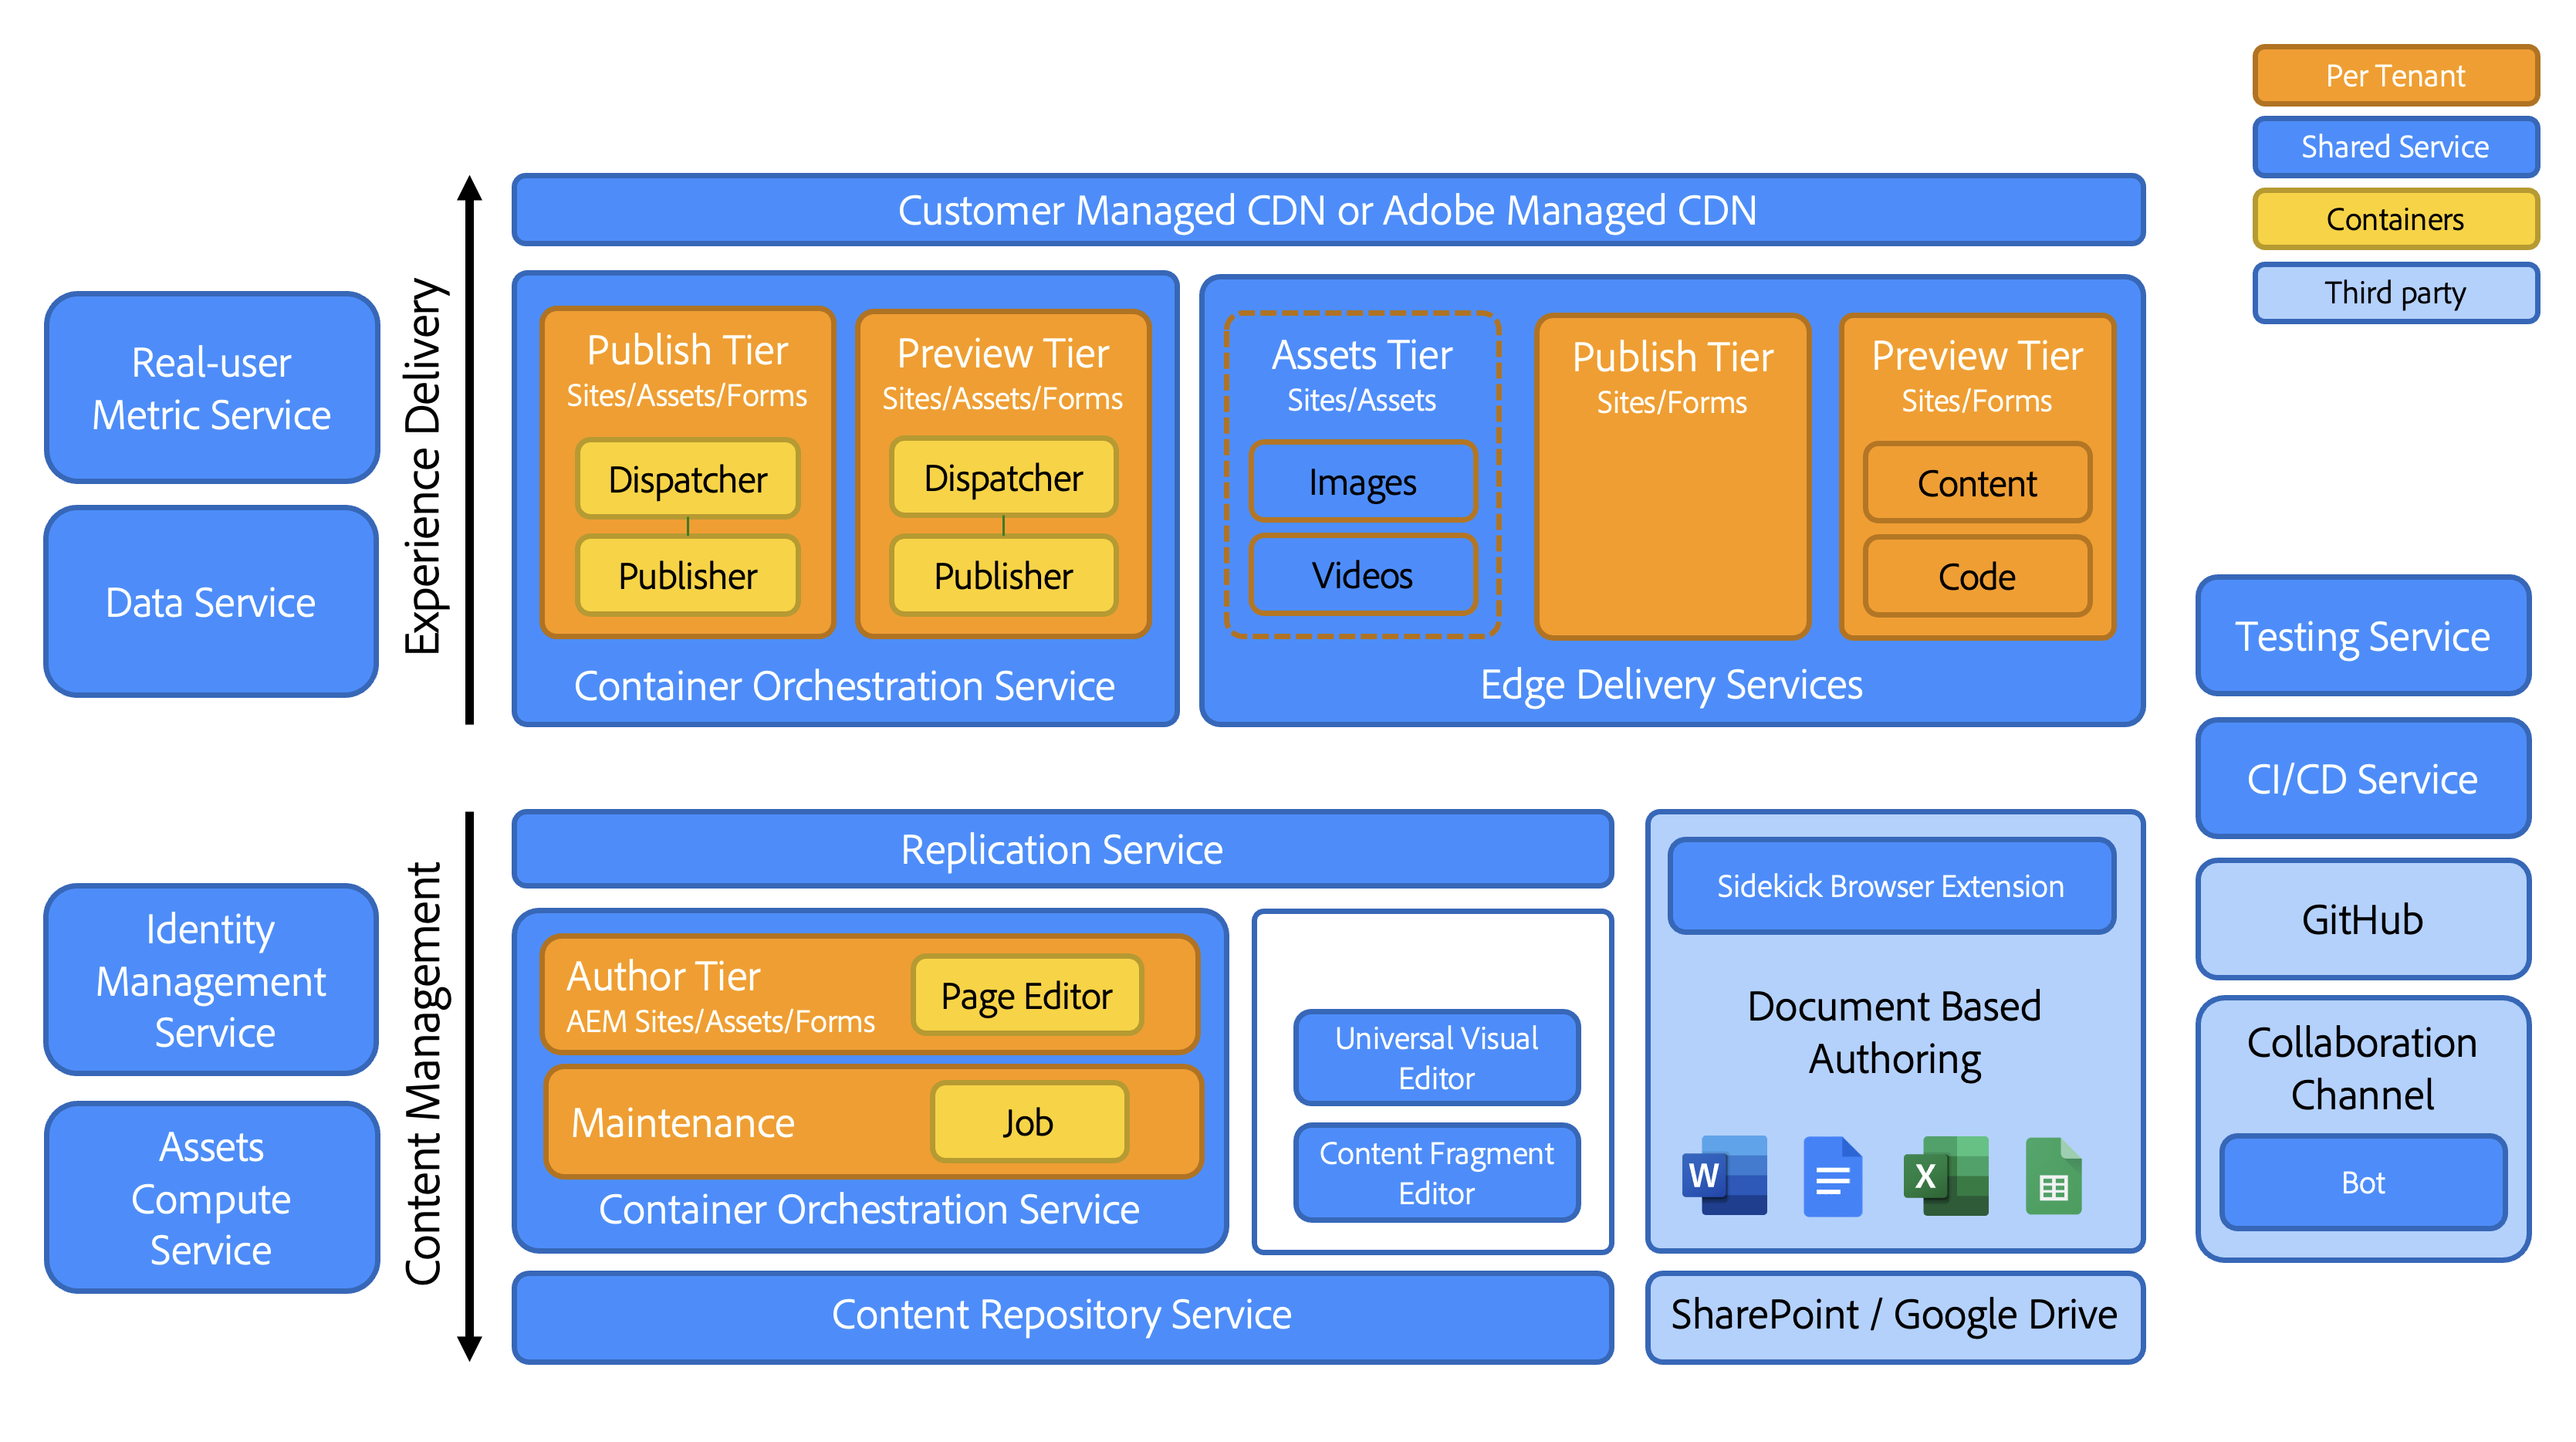 Per Tenant
Shared Service
Containers
Third party
Customer Managed CDN or Adobe Managed CDN
Experience Delivery
Real-user
Metric Service
Data Service
Publish Tier
Sites/Assets/Forms
Dispatcher
Publisher
Preview Tier
Sites/Assets/Forms
Dispatcher
Publisher
Container Orchestration Service
Assets Tier
Sites/Assets
Images
Videos
Publish Tier
Sites/Forms
Preview Tier
Sites/Forms
Content
Code
Edge Delivery Services
Testing Service
CI/CD Service
GitHub
Collaboration
Channel
Bot
Content Management
Identity
Management
Service
Assets
Compute
Service
Replication Service
Author Tier
AEM Sites/Assets/Forms
Page Editor
Maintenance
Job
Container Orchestration Service
Universal Visual
Editor
Content Fragment
Editor
Content Repository Service
Sidekick Browser Extension
Document Based
Authoring
W
X
SharePoint / Google Drive